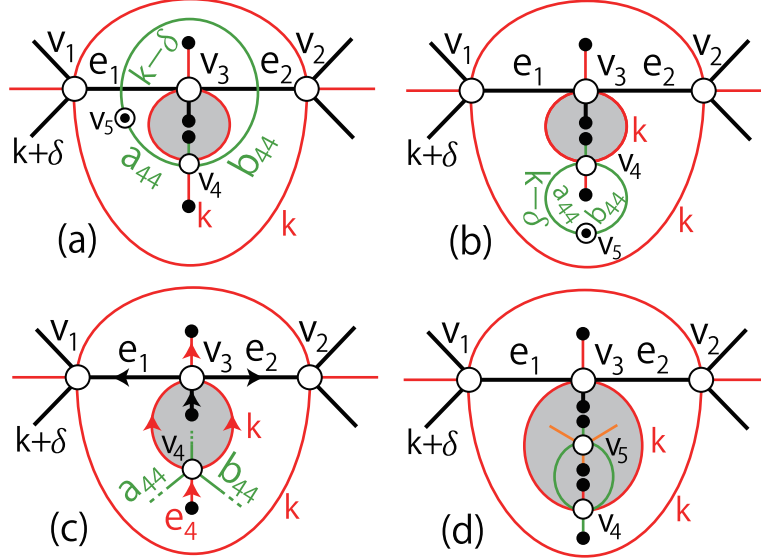 v1
e1
k−δ
v3
e2
v2
k+δ
v5
a44
b44
v4
k
k
(a)
v1
e1
v3
e2
v2
k+δ
k
v4
k−δ
a44
b44
v5
k
(b)
v1
e1
v3
e2
v2
k+δ
k
v4
a44
b44
e4
k
(c)
v1
e1
v3
e2
v2
k+δ
v5
k
v4
k
(d)